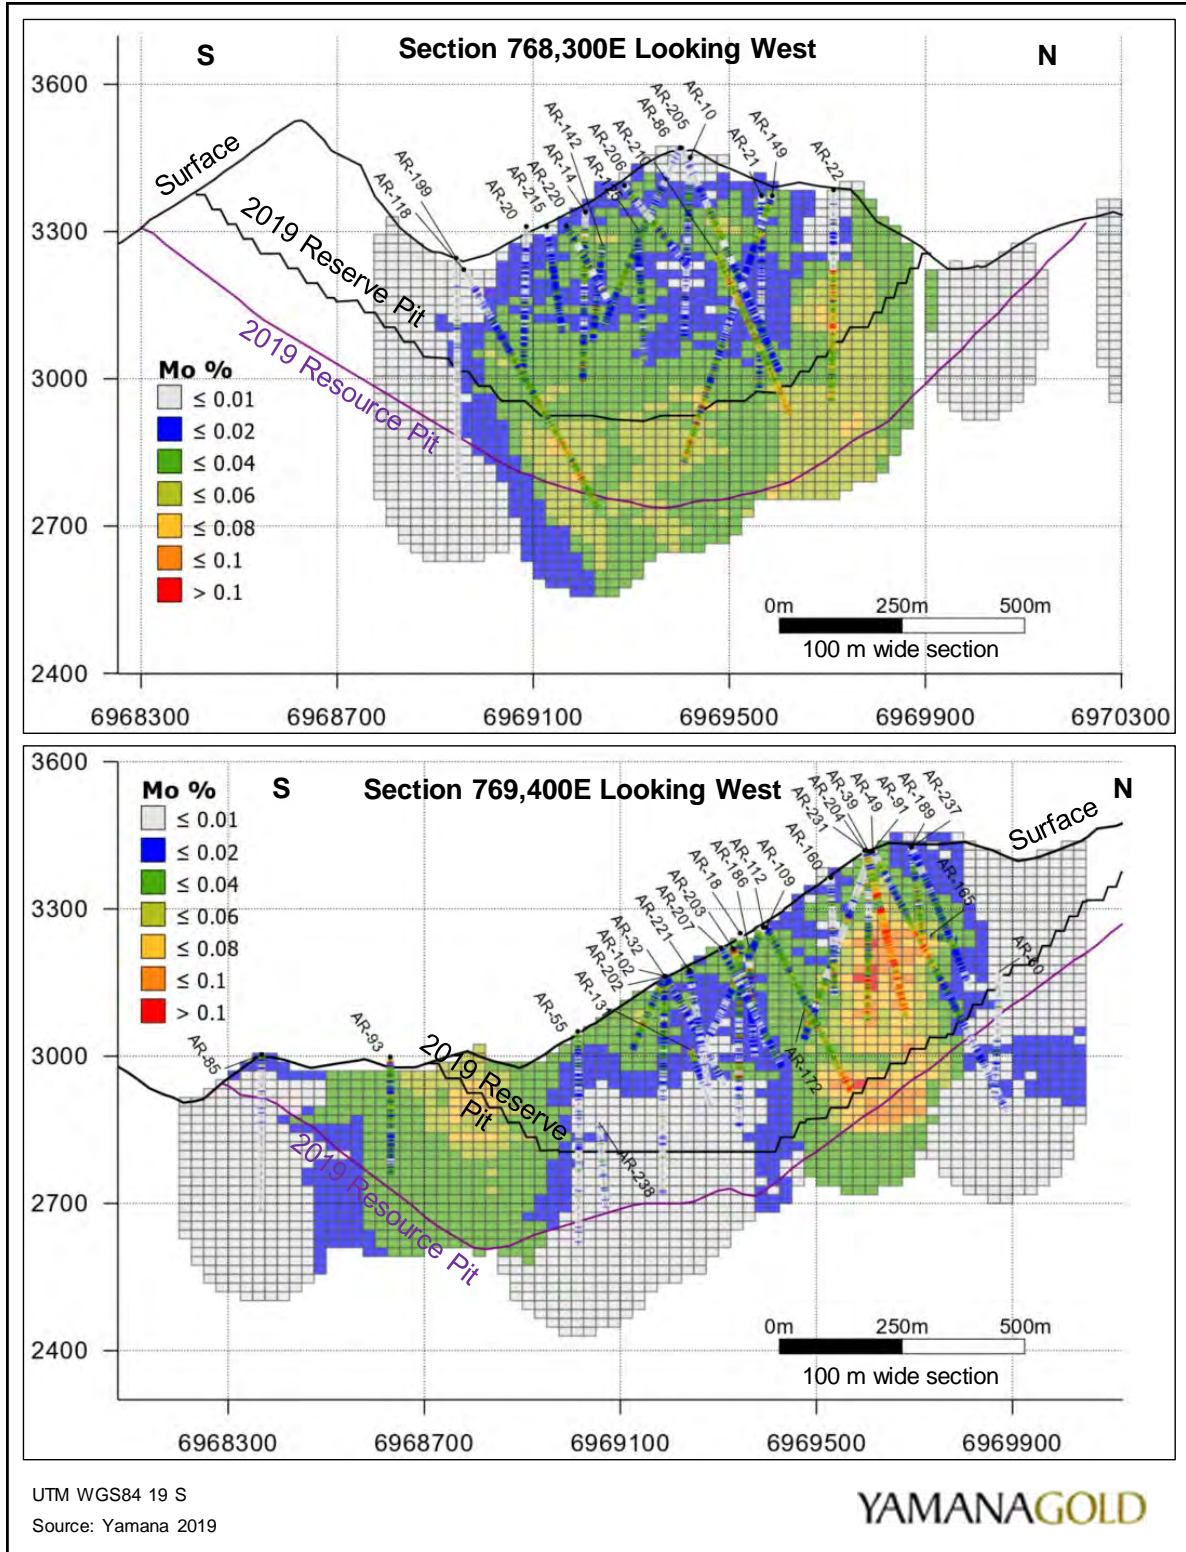 Section 768,300E Looking West
S
N
3600
3300
3000
2700
2400
Surface
2019 Reserve Pit
2019 Resource Pit
AR-118
AR-199
AR-20
AR-215
AR-220
AR-14
AR-142
AR-206
AR-86
AR-205
AR-10
AR-21
AR-149
AR-22
Mo %
≤ 0.01
≤ 0.02
≤ 0.04
≤ 0.06
≤ 0.08
≤ 0.1
> 0.1
0m 250m 500m
100 m wide section
6968300 6968700 6969100 6969500 6969900 6970300
Section 769,400E Looking West
S
N
3600
3300
3000
2700
2400
Mo %
≤ 0.01
≤ 0.02
≤ 0.04
≤ 0.06
≤ 0.08
≤ 0.1
> 0.1
Surface
2019 Reserve
Pit
2019 Resource Pit
AR-85
AR-93
AR-55
AR-202
AR-102
AR-32
AR-221
AR-207
AR-203
AR-18
AR-186
AR-112
AR-109
AR-160
AR-231
AR-204
AR-39
AR-49
AR-91
AR-189
AR-237
AR-165
AR-172
AR-238
0m 250m 500m
100 m wide section
6968300 6968700 6969100 6969500 6969900
UTM WGS84 19 S
Source: Yamana 2019
YAMANAGOLD